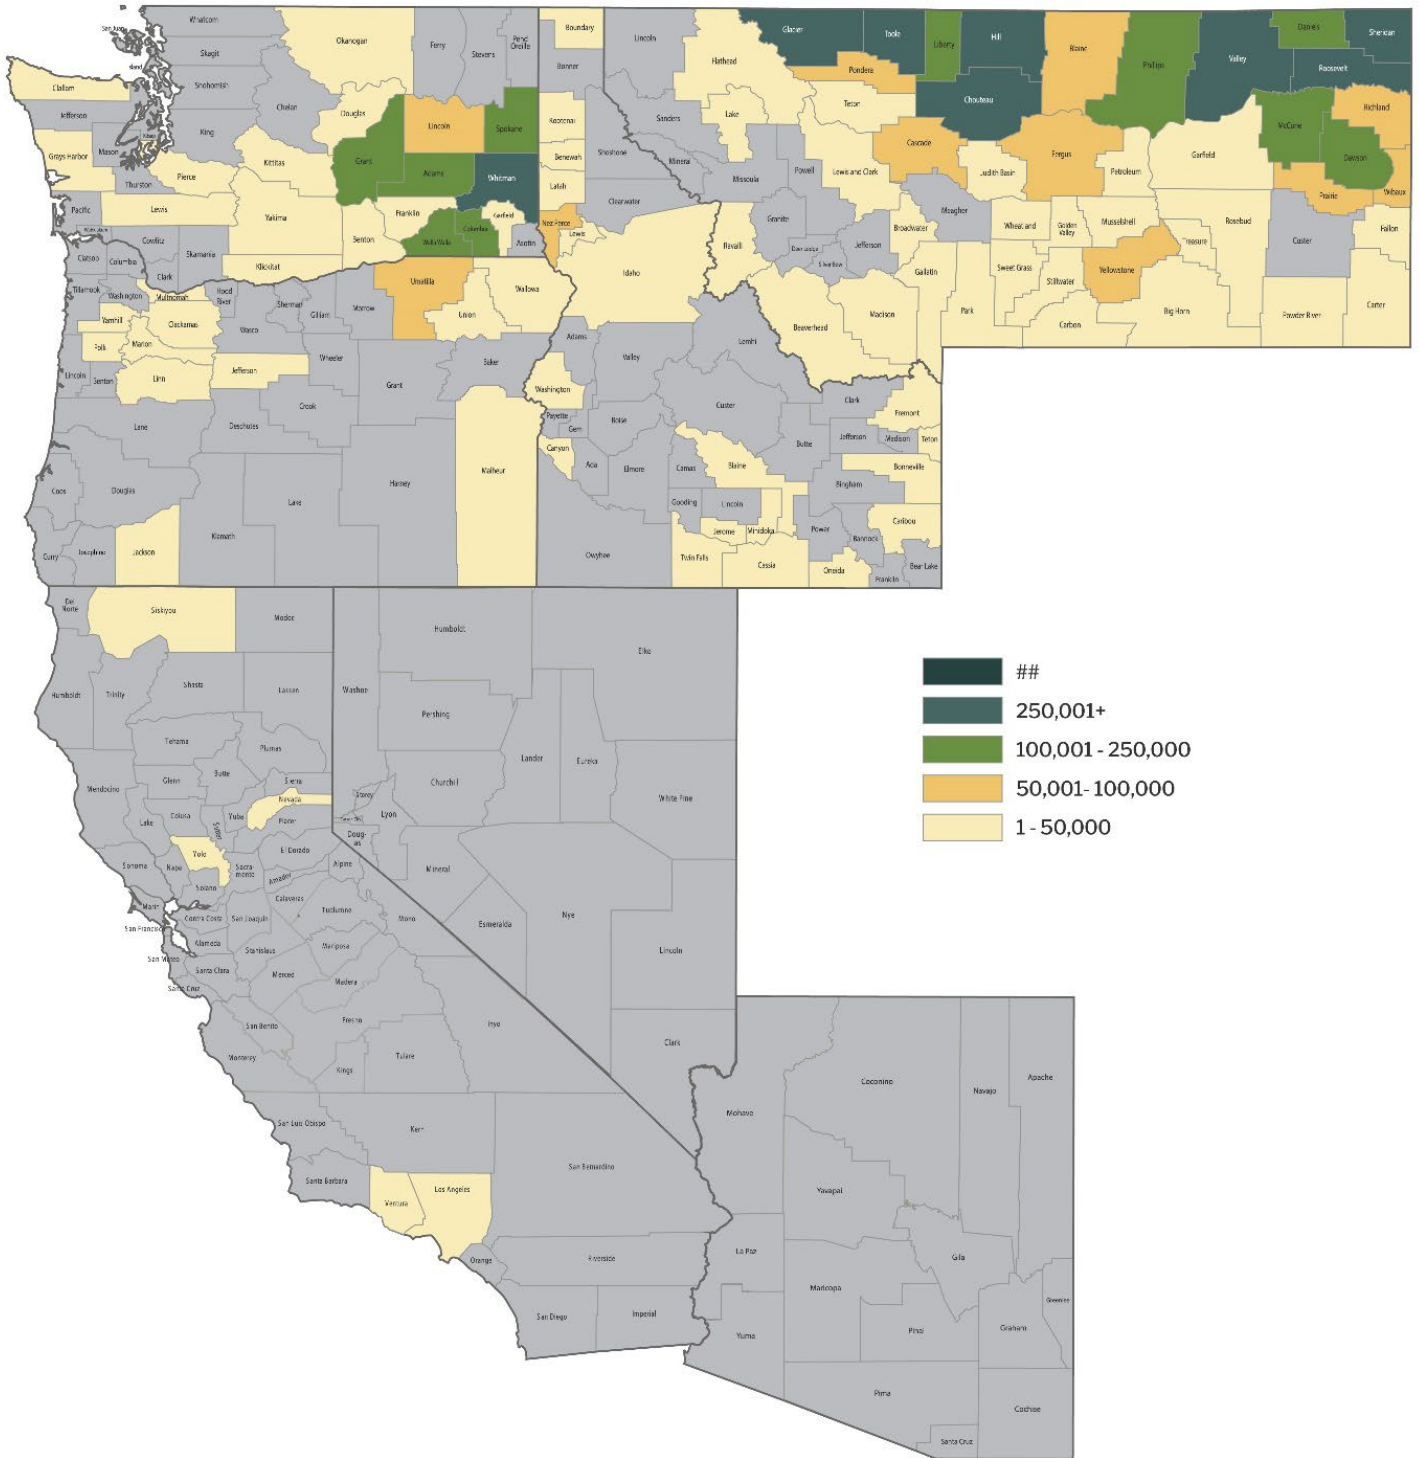 Whatcom
San Juan
Skagit
Island
Snohomish
Okanogan
Ferry
Stevens
Pend
Oreille
Clallam
Jefferson
Chelan
Douglas
King
Kitsap
Grays Harbor
Mason
Thurston
Pierce
Kittitas
Grant
Lincoln
Spokane
Adams
Whitman
Pacific
Lewis
Yakima
Franklin
Benton
Walla Walla
Columbia
Garfield
Asotin
Cowlitz
Skamania
Clark
Klickitat
Boundary
Bonner
Kootenai
Benewah
Shoshone
Latah
Clearwater
Nez Perce
Lewis
Idaho
Lincoln
Flathead
Glacier
Toole
Liberty
Hill
Blaine
Phillips
Valley
Daniels
Sheridan
Roosevelt
Pondera
Teton
Chouteau
Richland
McCone
Dawson
Sanders
Lake
Mineral
Missoula
Powell
Lewis and Clark
Cascade
Judith Basin
Fergus
Petroleum
Garfield
Prairie
Wibaux
Granite
Meagher
Ravalli
Deer Lodge
Silver Bow
Jefferson
Broadwater
Wheatland
Golden
Valley
Musselshell
Treasure
Rosebud
Custer
Fallon
Gallatin
Sweet Grass
Stillwater
Yellowstone
Beaverhead
Madison
Park
Carbon
Big Horn
Powder River
Carter
Clatsop
Columbia
Tillamook
Washington
Multnomah
Hood
River
Sherman
Gilliam
Morrow
Umatilla
Union
Wallowa
Yamhill
Clackamas
Wasco
Polk
Marion
Wheeler
Grant
Baker
Lincoln
Benton
Linn
Jefferson
Crook
Lane
Deschutes
Coos
Douglas
Lake
Harney
Malheur
Curry
Josephine
Jackson
Klamath
Adams
Valley
Lemhi
Washington
Payette
Gem
Boise
Custer
Clark
Fremont
Butte
Jefferson
Madison
Teton
Canyon
Ada
Elmore
Camas
Blaine
Bonneville
Bingham
Gooding
Lincoln
Jerome
Minidoka
Power
Bannock
Caribou
Owyhee
Twin Falls
Cassia
Oneida
Franklin
Bear Lake
Del
Norte
Siskiyou
Modoc
Humboldt
Trinity
Shasta
Lassen
Tehama
Plumas
Mendocino
Glenn
Butte
Sierra
Nevada
Lake
Colusa
Sutter
Yuba
Placer
Sonoma
Napa
Yolo
Sacra-
mento
El Dorado
Solano
Amador
Alpine
Marin
Calaveras
San Francisco
Contra Costa
San Joaquin
Tuolumne
Mono
Alameda
Stanislaus
Mariposa
San Mateo
Santa Clara
Merced
Madera
Santa Cruz
San Benito
Fresno
Inyo
Monterey
Kings
Tulare
San Luis Obispo
Kern
Santa Barbara
San Bernardino
Ventura
Los Angeles
Orange
Riverside
San Diego
Imperial
Washoe
Humboldt
Elko
Pershing
Lander
Eureka
Churchill
White Pine
Storey
Lyon
Doug-
las
Mineral
Esmeralda
Nye
Lincoln
Clark
Mohave
Coconino
Navajo
Apache
Yavapai
La Paz
Gila
Maricopa
Greenlee
Yuma
Pinal
Graham
Pima
Cochise
Santa Cruz
##
250,001+
100,001 - 250,000
50,001- 100,000
1 - 50,000